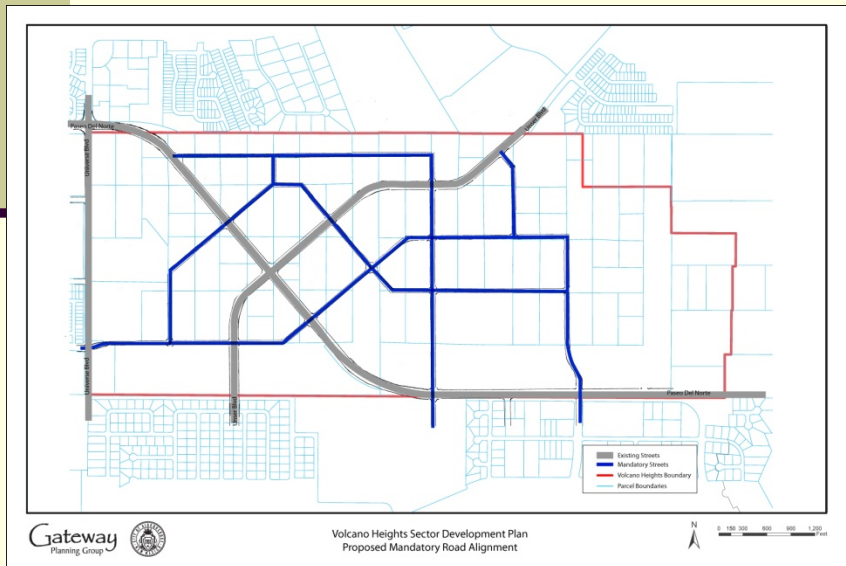 Paseo Del Norte
Universe Blvd
Unser Blvd
Universe Blvd
Unser Blvd
Paseo Del Norte
Existing Streets
Mandatory Streets
Volcano Heights Boundary
Parcel Boundaries
Gateway
Planning Group
Volcano Heights Sector Development Plan
Proposed Mandatory Road Alignment
N
0 150 300 600 900 1,200
Feet